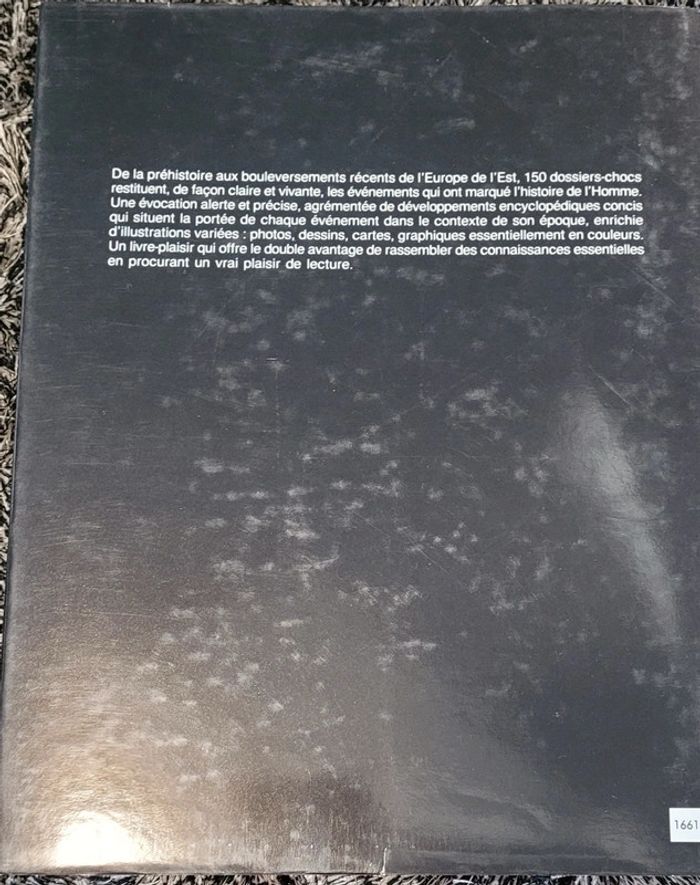 De la préhistoire aux bouleversements récents de l'Europe de l'Est, 150 dossiers-chocs
restituent, de façon claire et vivante, les événements qui ont marqué l'histoire de l'Homme.
Une évocation alerte et précise, agrémentée de développements encyclopédiques concis
qui situent la portée de chaque événement dans le contexte de son époque, enrichie
d'illustrations variées : photos, dessins, cartes, graphiques essentiellement en couleurs.
Un livre-plaisir qui offre le double avantage de rassembler des connaissances essentielles
en procurant un vrai plaisir de lecture.
1661